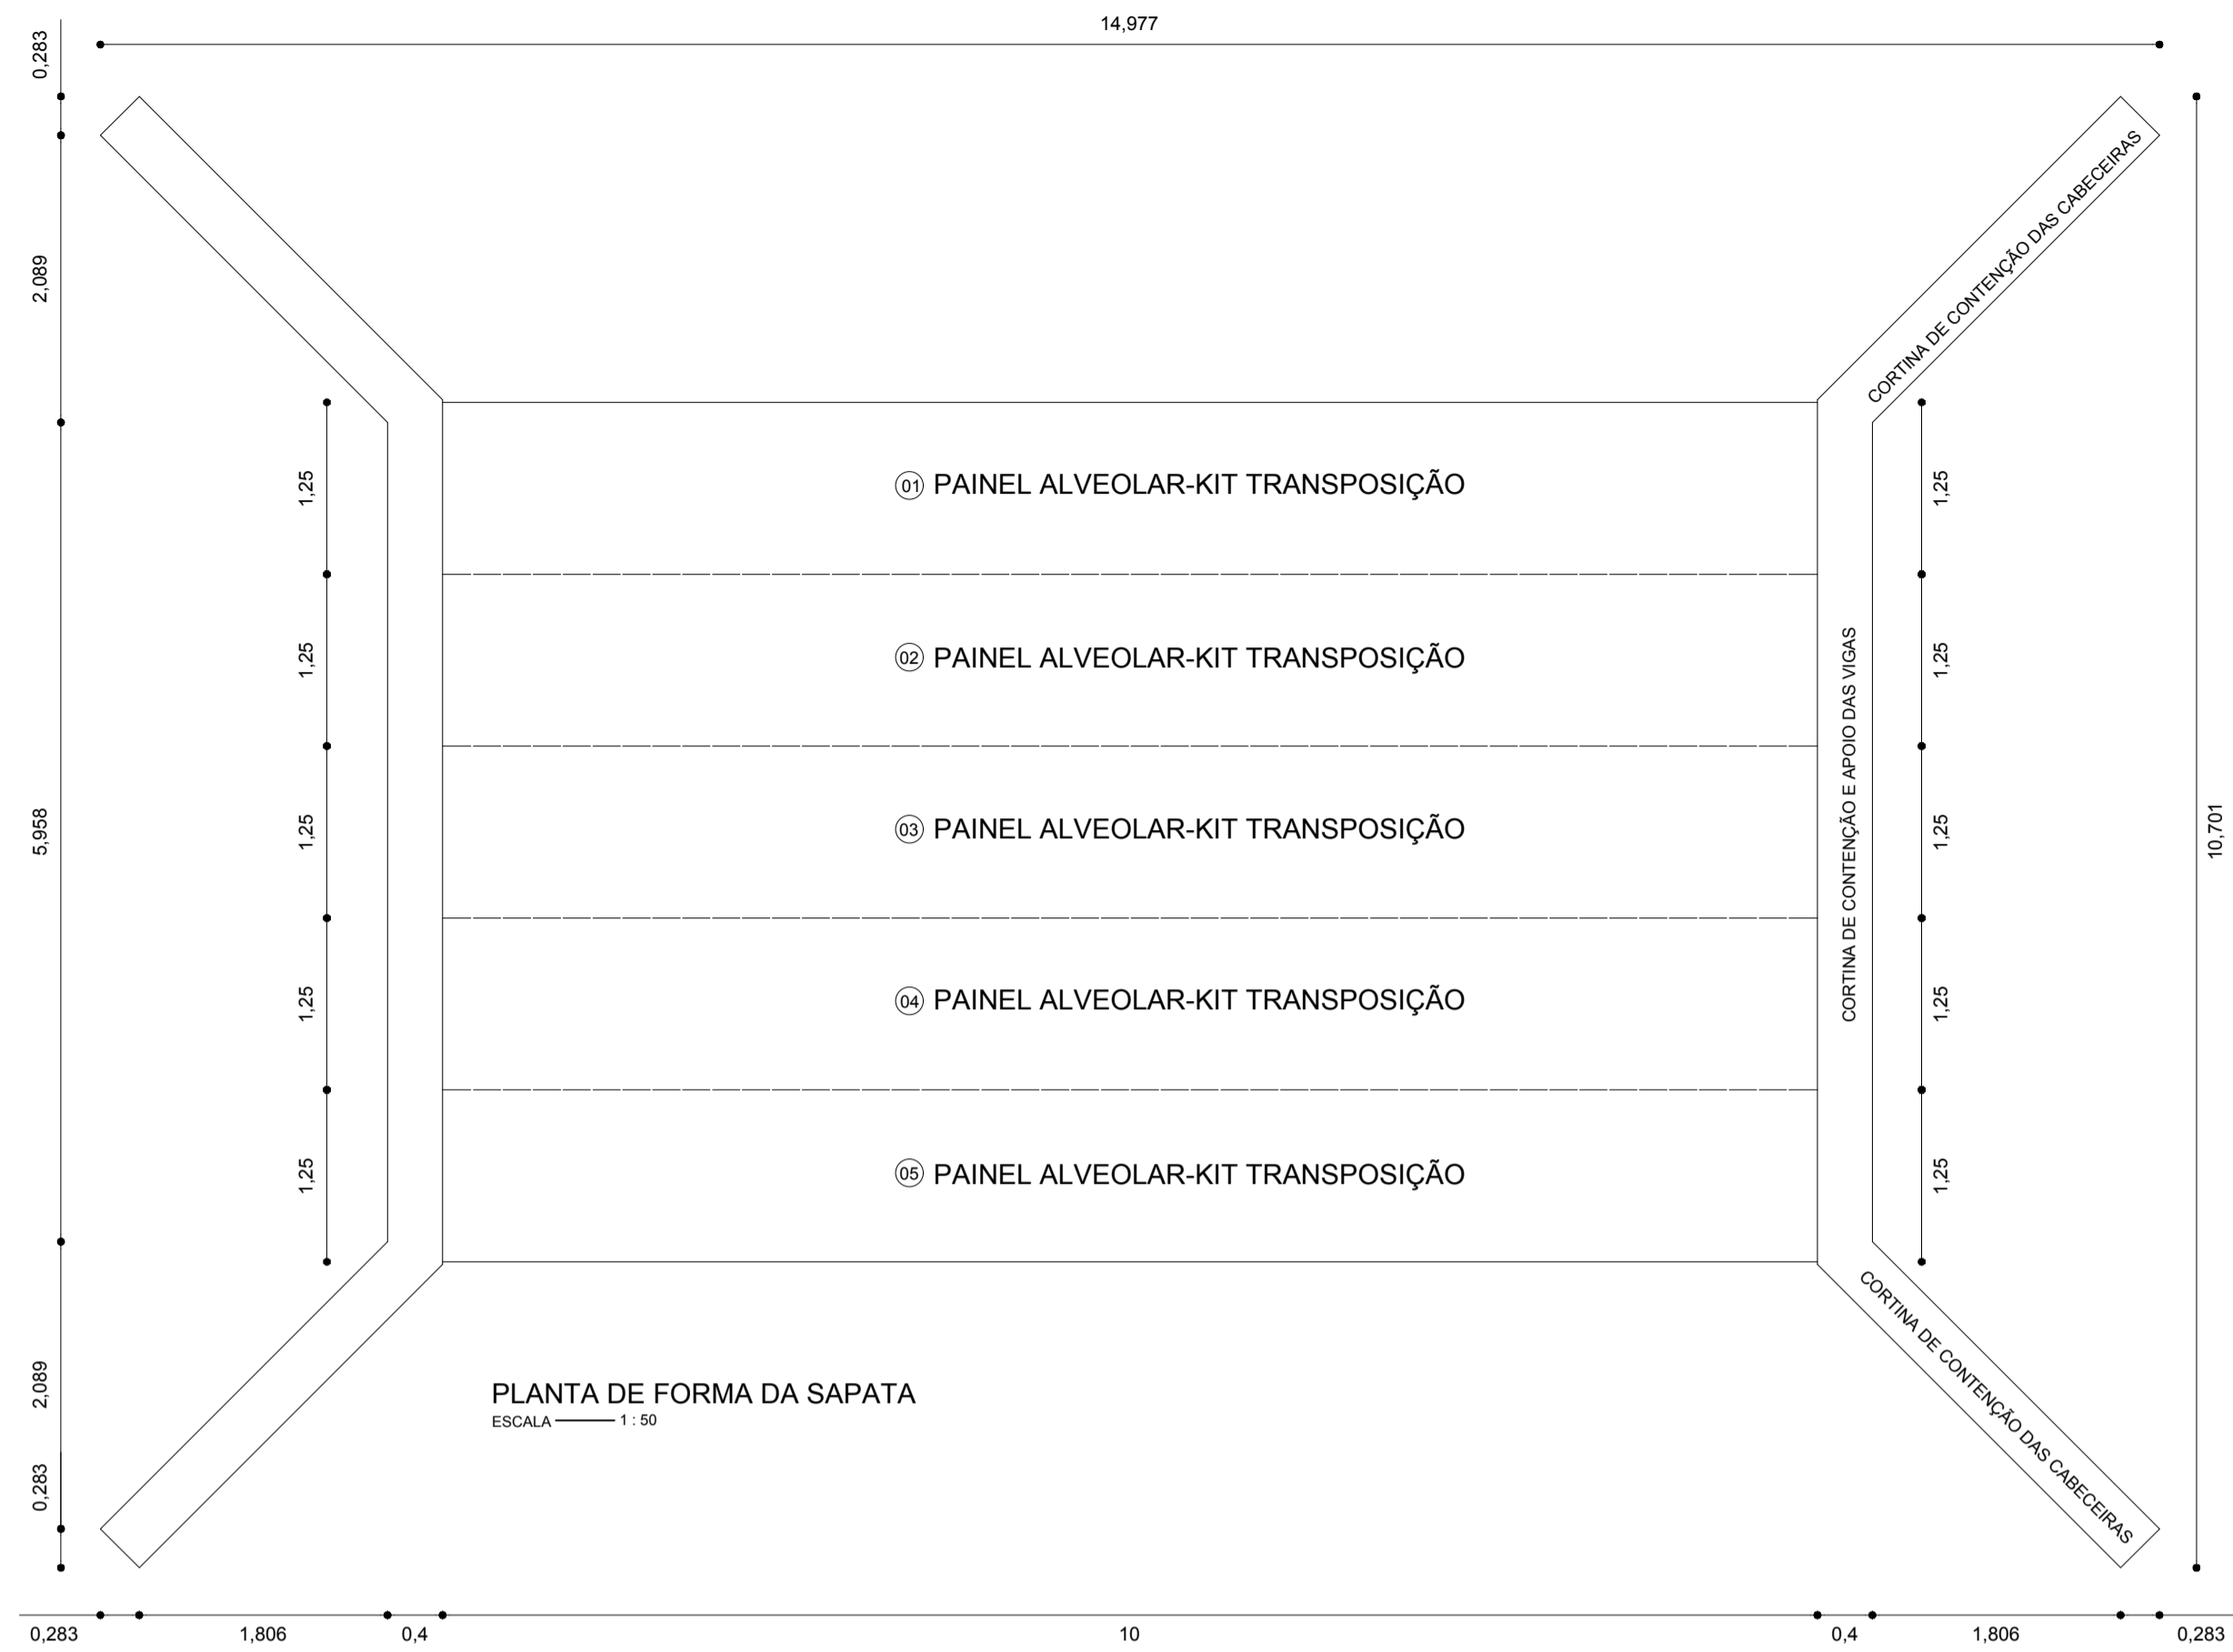 14,977
0,283
2,089
5,958
2,089
0,283
1,25
1,25
1,25
1,25
1,25
01 PAINEL ALVEOLAR-KIT TRANSPOSIÇÃO
02 PAINEL ALVEOLAR-KIT TRANSPOSIÇÃO
03 PAINEL ALVEOLAR-KIT TRANSPOSIÇÃO
04 PAINEL ALVEOLAR-KIT TRANSPOSIÇÃO
05 PAINEL ALVEOLAR-KIT TRANSPOSIÇÃO
CORTINA DE CONTENÇÃO DAS CABECEIRAS
CORTINA DE CONTENÇÃO E APOIO DAS VIGAS
CORTINA DE CONTENÇÃO DAS CABECEIRAS
1,25
1,25
1,25
1,25
1,25
10,701
PLANTA DE FORMA DA SAPATA
ESCALA 1 : 50
0,283 1,806 0,4 10 0,4 1,806 0,283